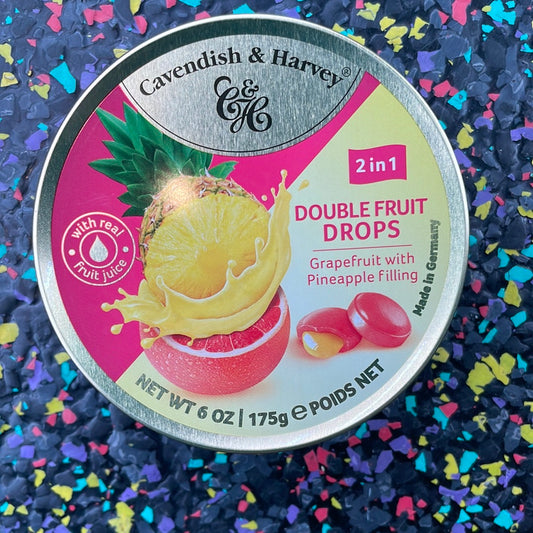 Cavendish & Harvey®
C&H
2 in 1
DOUBLE FRUIT
DROPS
Grapefruit with
Pineapple filling
Made in Germany
with real
fruit juice
NET WT 6 OZ | 175g ℮ POIDS NET